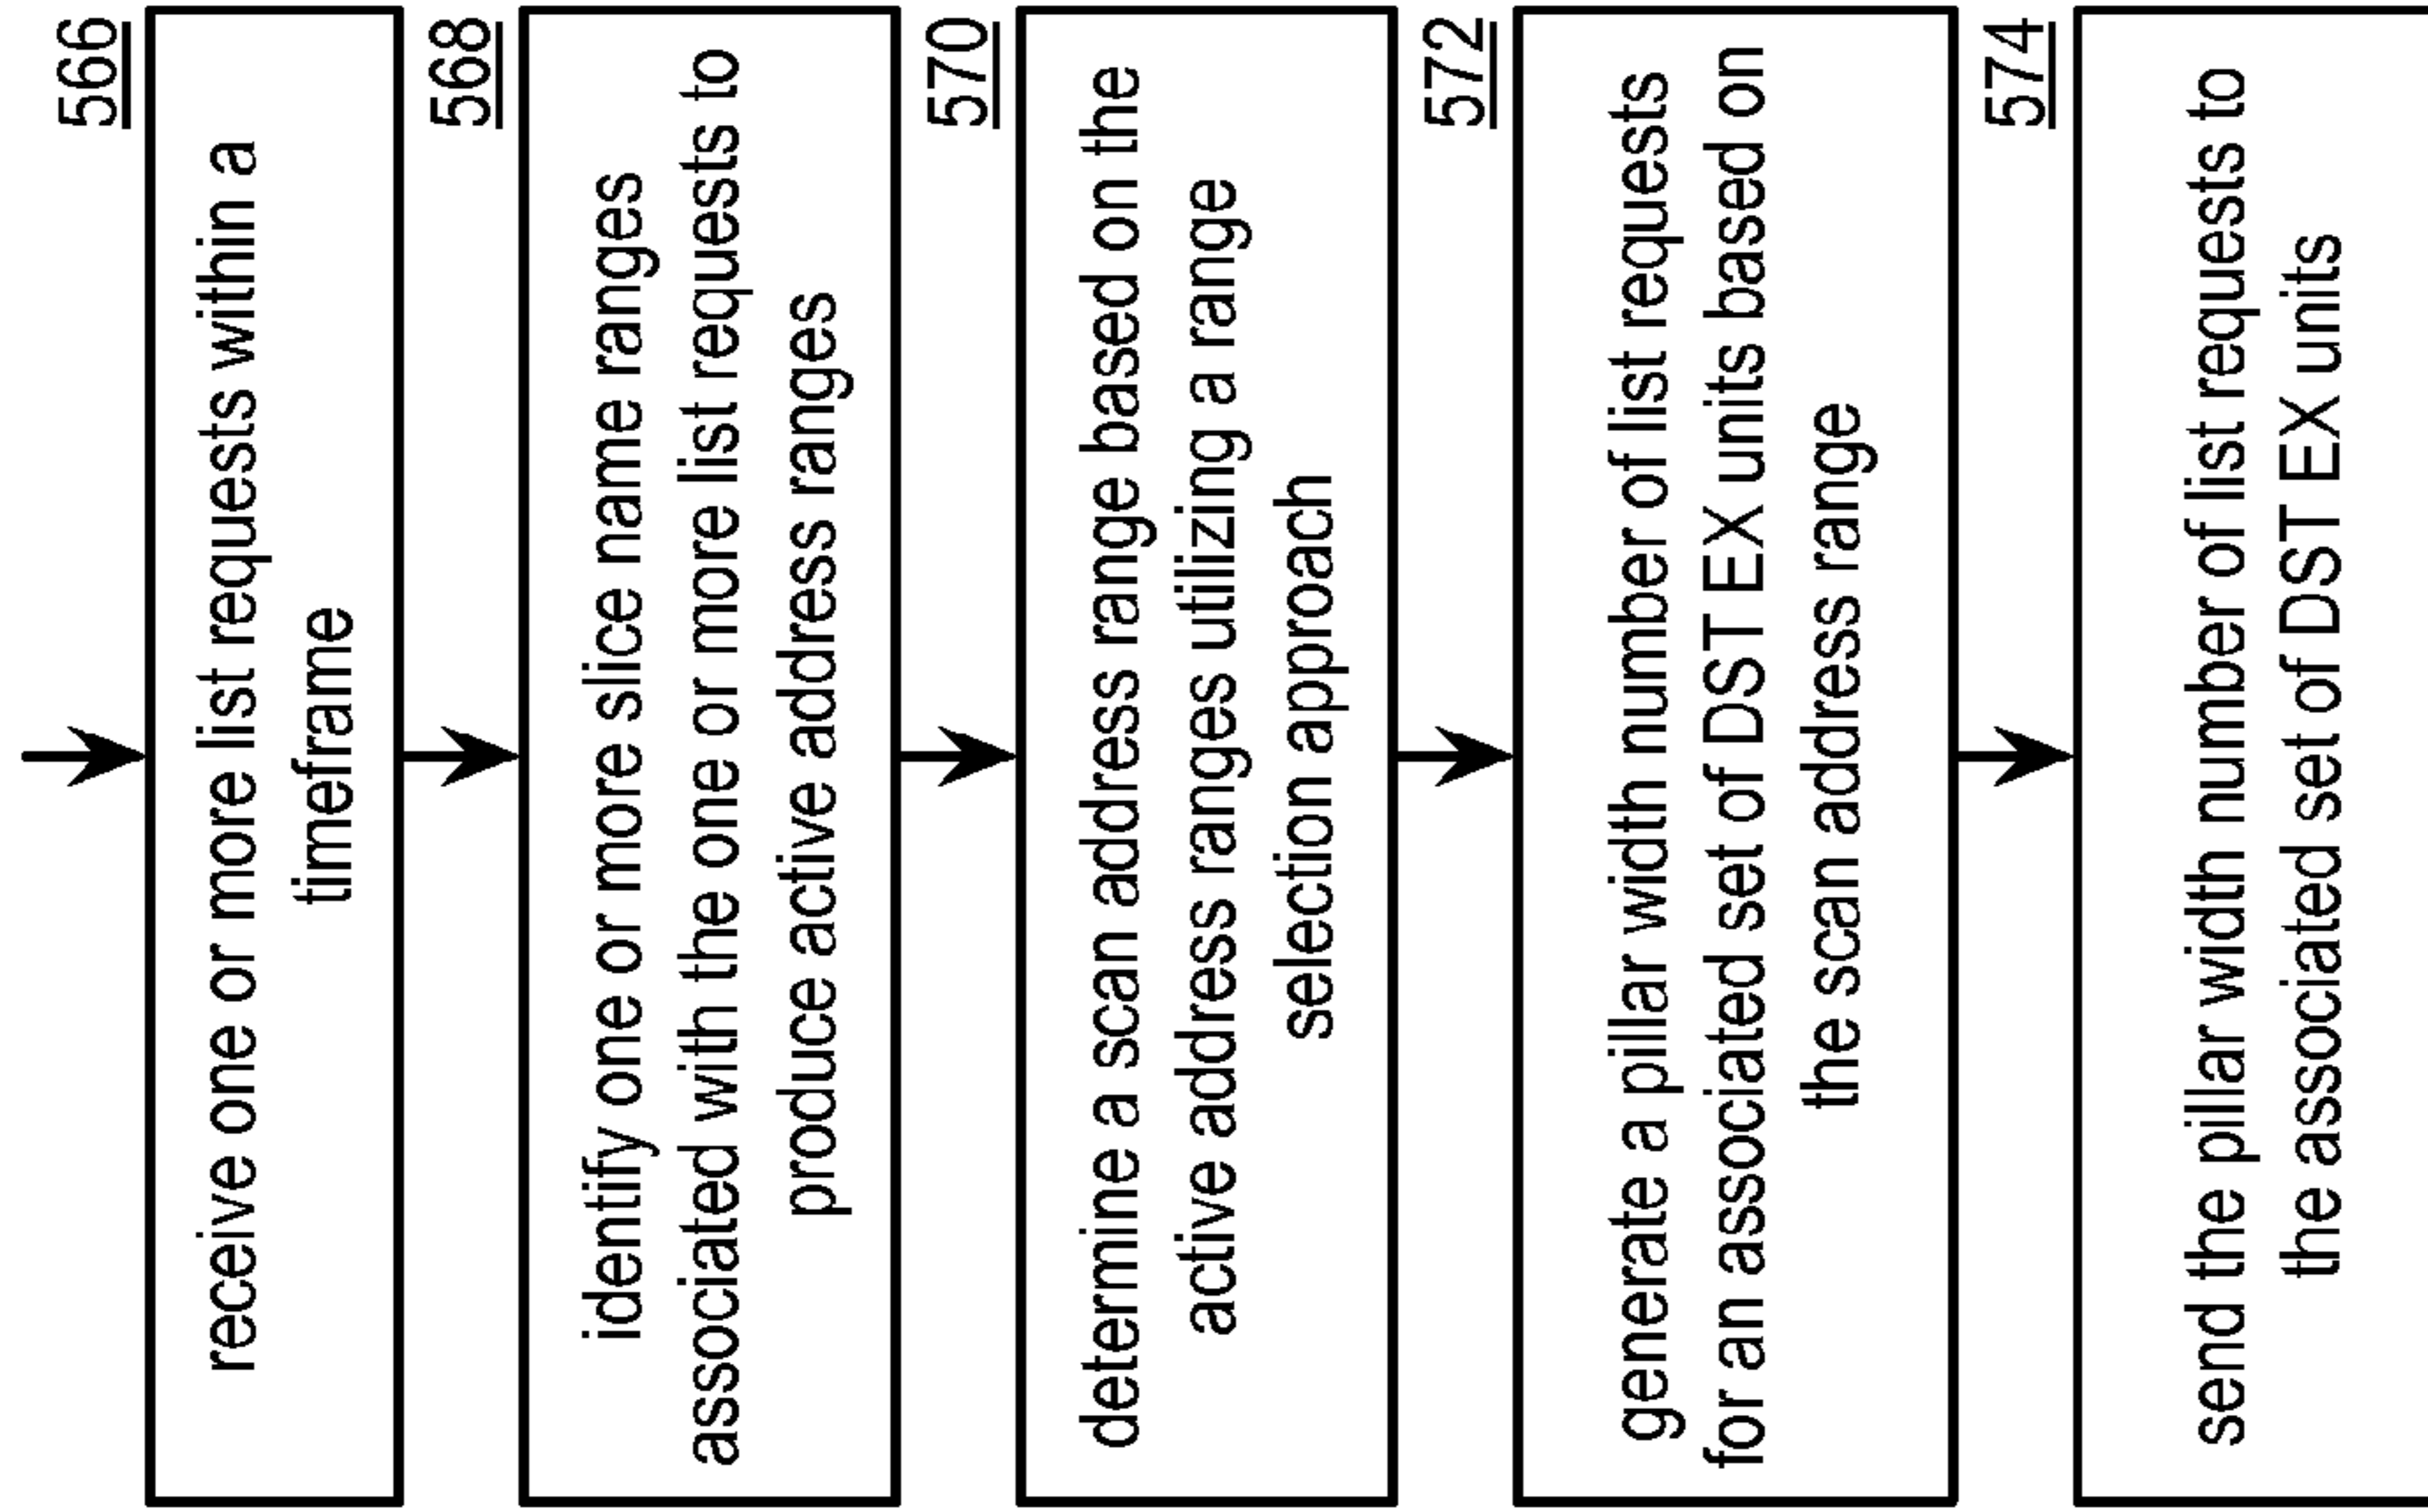 566
receive one or more list requests within a
timeframe
568
identify one or more slice name ranges
associated with the one or more list requests to
produce active address ranges
570
determine a scan address range based on the
active address ranges utilizing a range
selection approach
572
generate a pillar width number of list requests
for an associated set of DST EX units based on
the scan address range
574
send the pillar width number of list requests to
the associated set of DST EX units